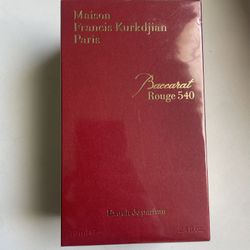 Maison
Francis Kurkdjian
Paris
Baccarat
Rouge 540
Extrait de parfum